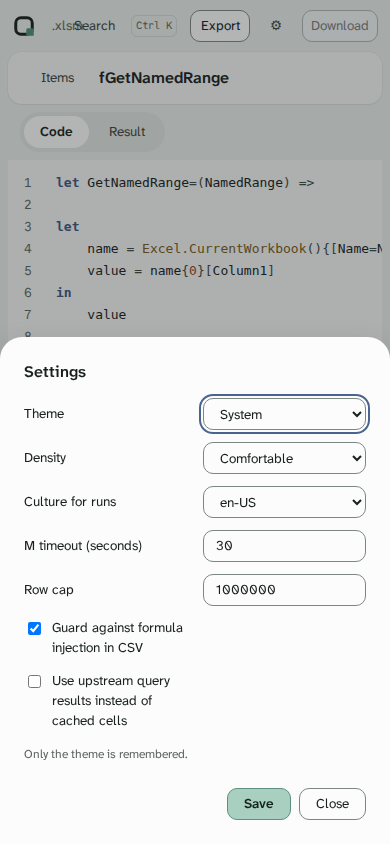 .xlsm
Search
Ctrl K
Export
Download
Items
fGetNamedRange
Code
Result
1 let GetNamedRange=(NamedRange) =>
2
3 let
4 name = Excel.CurrentWorkbook(){[Name=
5 value = name{0}[Column1]
6 in
7 value
8
Settings
Theme
System
Density
Comfortable
Culture for runs
en-US
M timeout (seconds)
30
Row cap
1000000
Guard against formula
injection in CSV
Use upstream query
results instead of
cached cells
Only the theme is remembered.
Save
Close